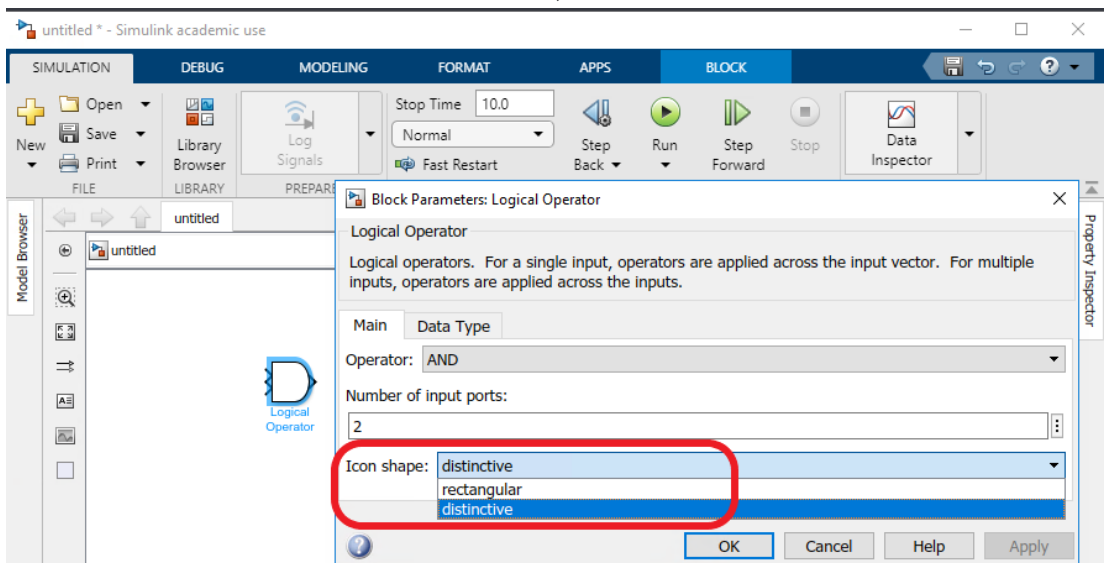 untitled * - Simulink academic use
SIMULATION DEBUG MODELING FORMAT APPS BLOCK
New
Open
Save
Print
FILE
Library
Browser
LIBRARY
Log
Signals
PREPARE
Stop Time 10.0
Normal
Fast Restart
Step
Back
Run
Step
Forward
Stop
Data
Inspector
Model Browser
untitled
untitled
Logical
Operator
Block Parameters: Logical Operator
Logical Operator
Logical operators. For a single input, operators are applied across the input vector. For multiple
inputs, operators are applied across the inputs.
Main Data Type
Operator: AND
Number of input ports:
2
Icon shape: distinctive
rectangular
distinctive
OK Cancel Help Apply
Property Inspector